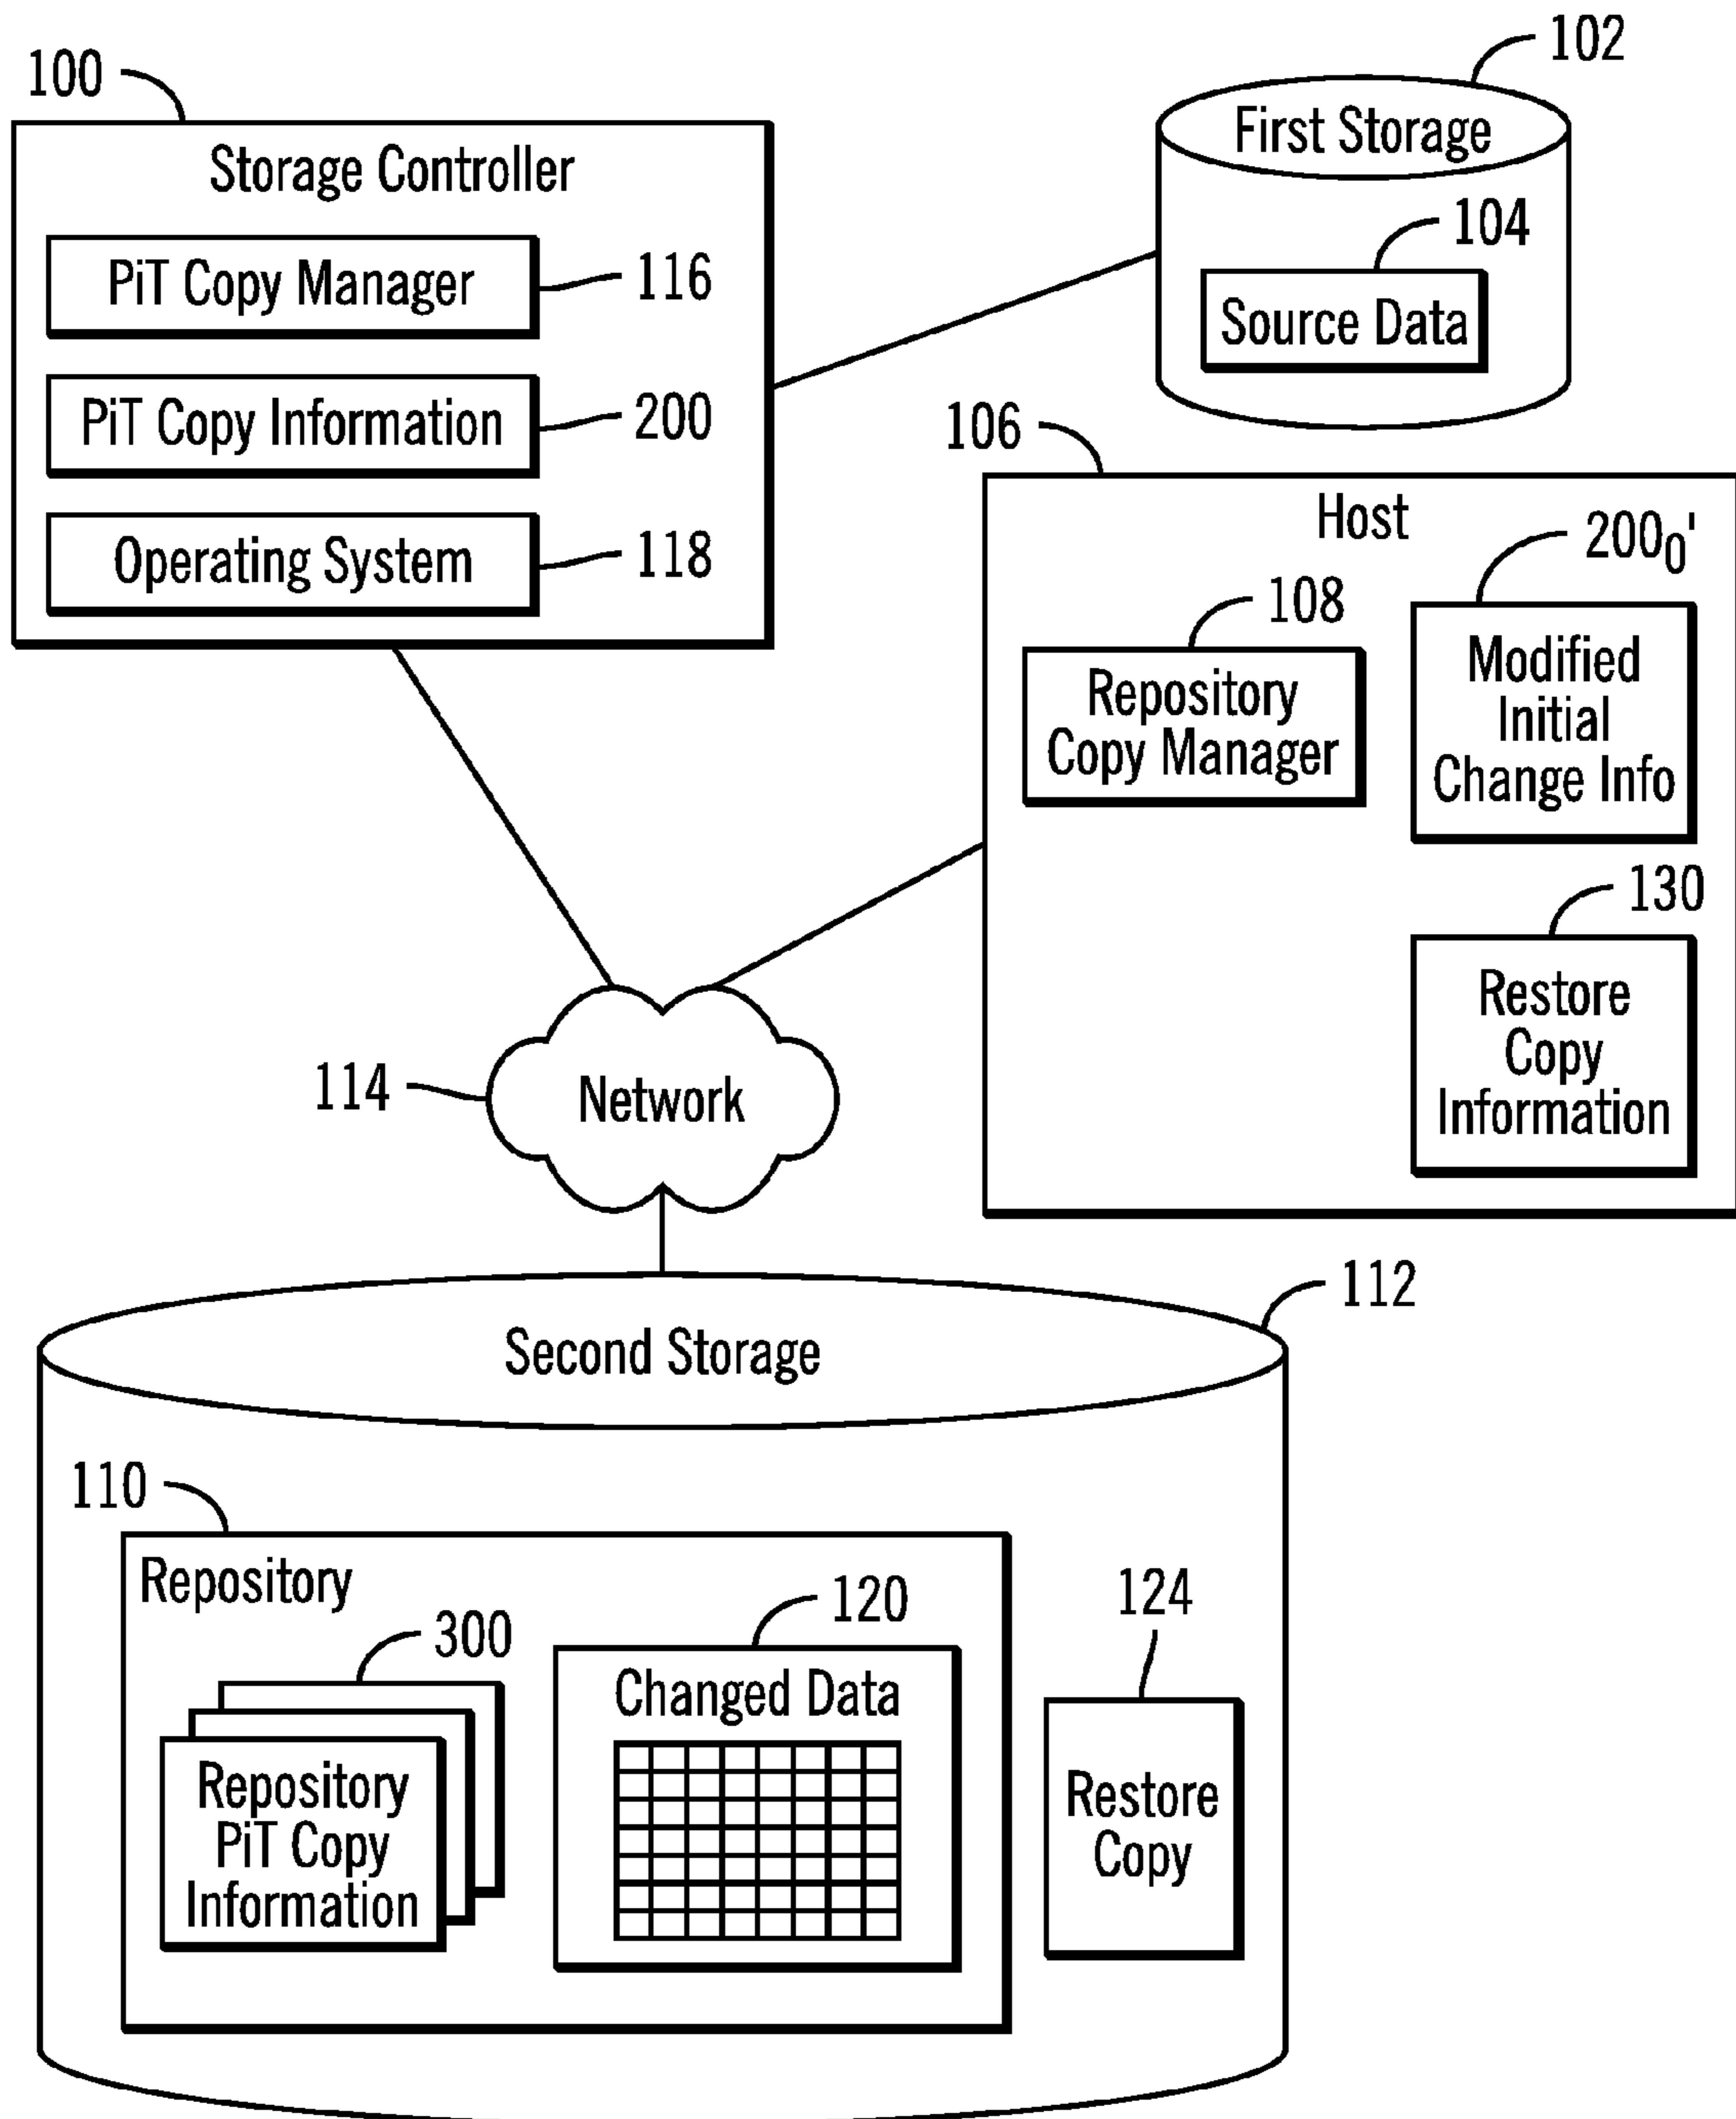 100
Storage Controller
PiT Copy Manager
116
PiT Copy Information
200
Operating System
118
102
First Storage
104
Source Data
106
Host
200₀'
108
Repository
Copy Manager
Modified
Initial
Change Info
130
Restore
Copy
Information
114
Network
112
Second Storage
110
Repository
300
Repository
PiT Copy
Information
120
Changed Data
124
Restore
Copy